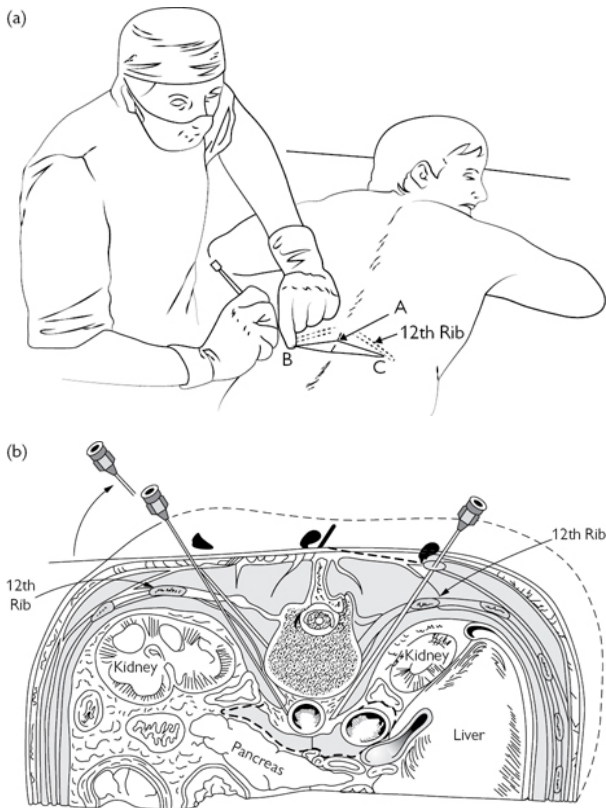 (a)
A
12th Rib
B
C
(b)
12th Rib
12th
Rib
Kidney
Kidney
Liver
Pancreas